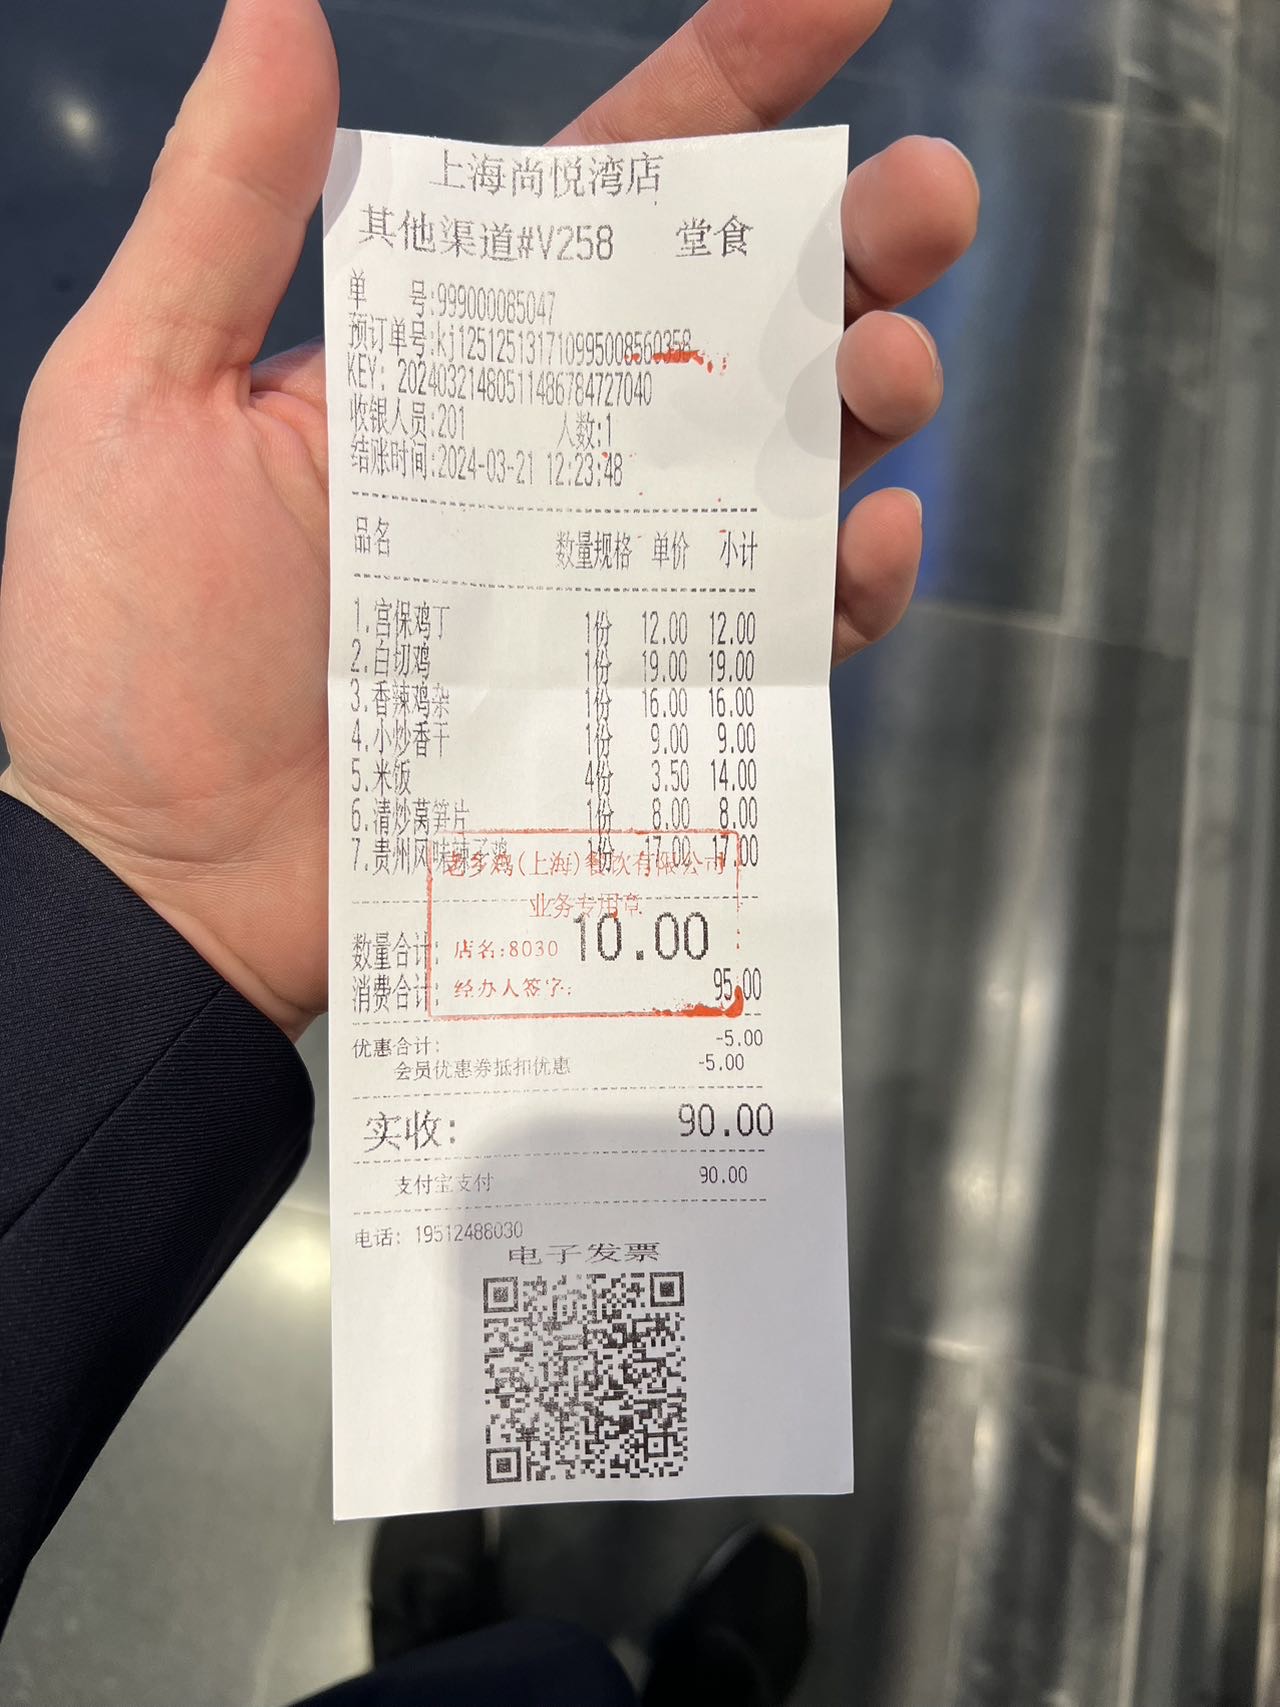 上海尚悦湾店
其他渠道#V258 堂食
单 号:999000085047
预订单号:kj1251251317109950085603​58
KEY: 20240321480511486784727040
收银人员:201 人数:1
结账时间:2024-03-21 12:23:48
品名 数量规格 单价 小计
1.宫保鸡丁 1份 12.00 12.00
2.白切鸡 1份 19.00 19.00
3.香辣鸡杂 1份 16.00 16.00
4.小炒香干 1份 9.00 9.00
5.米饭 4份 3.50 14.00
6.清炒莴笋片 1份 8.00 8.00
7.贵州风味辣子鸡 1份 17.00 17.00
老乡鸡(上海)餐饮有限公司
业务专用章
店名:8030
经办人签字:
数量合计: 10.00
消费合计: 95.00
优惠合计: -5.00
会员优惠券抵扣优惠 -5.00
实收: 90.00
支付宝支付 90.00
电话: 19512488030
电子发票